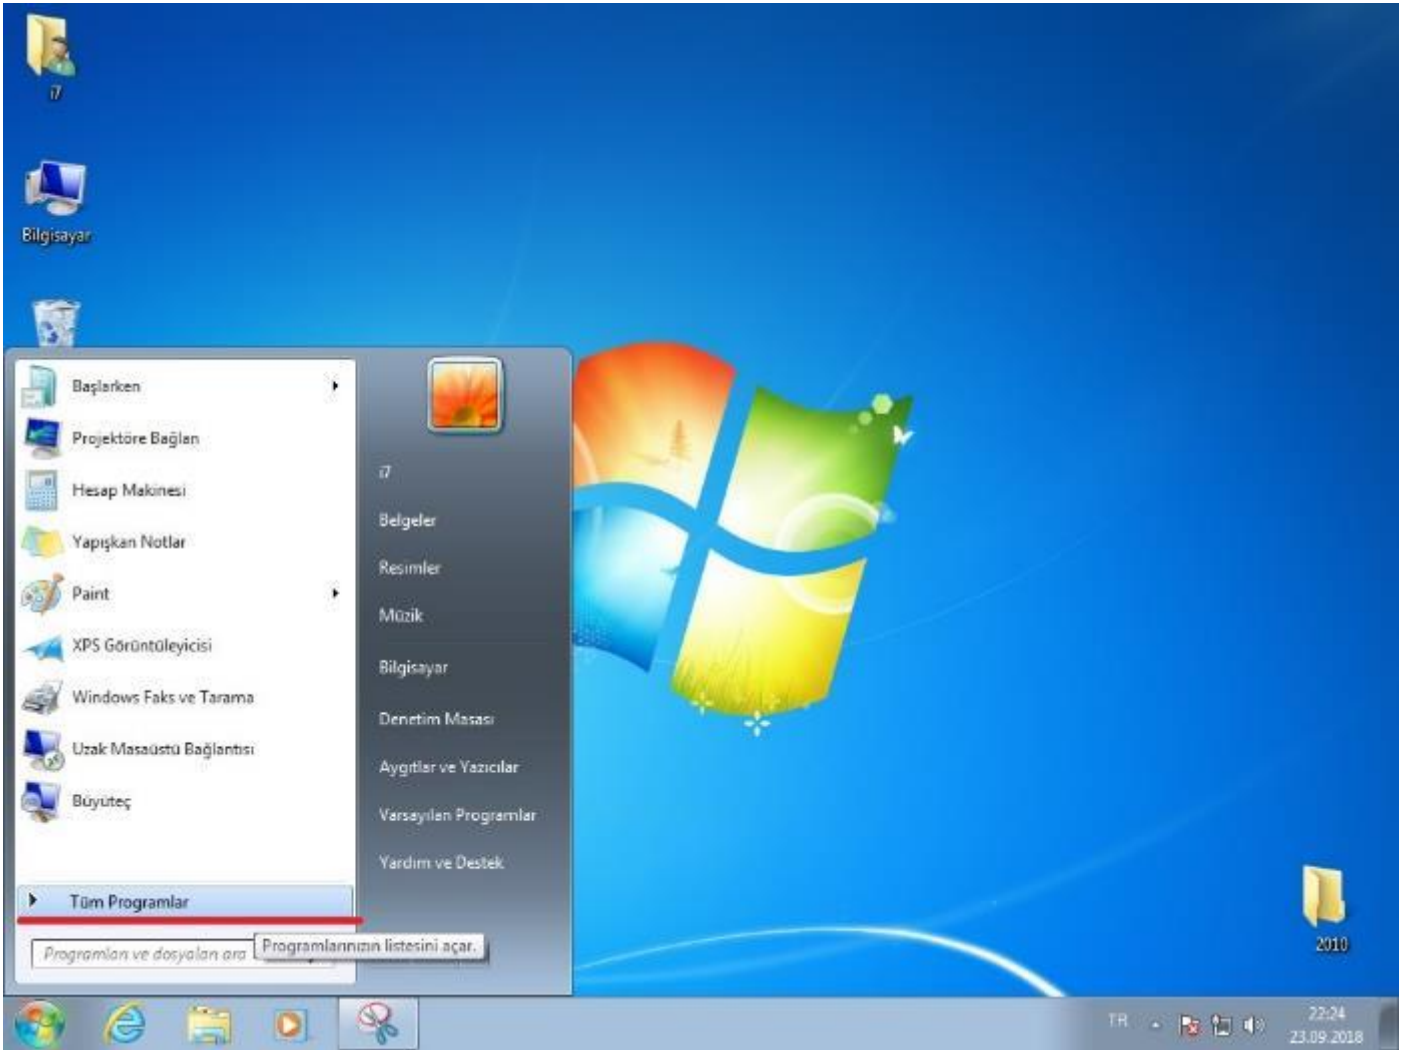 i7
Bilgisayar
Başlarken
Projektöre Bağlan
Hesap Makinesi
Yapışkan Notlar
Paint
XPS Görüntüleyicisi
Windows Faks ve Tarama
Uzak Masaüstü Bağlantısı
Büyüteç
Tüm Programlar
Programları ve dosyaları ara
Programlarınızın listesini açar.
i7
Belgeler
Resimler
Müzik
Bilgisayar
Denetim Masası
Aygıtlar ve Yazıcılar
Varsayılan Programlar
Yardım ve Destek
2010
TR
22:24
23.09.2018